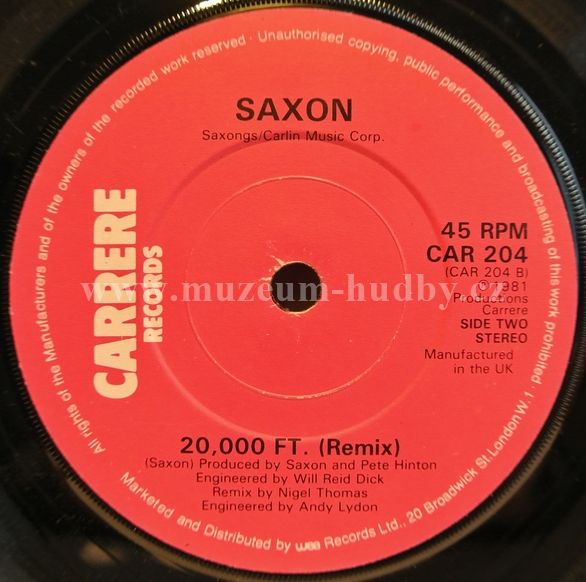 All rights of the Manufacturers and of the owners of the recorded work reserved · Unauthorised copying, public performance and broadcasting of this work prohibited
SAXON
Saxongs/Carlin Music Corp.
CARRERE
RECORDS
45 RPM
CAR 204
(CAR 204 B)
©1981
Productions
Carrere
SIDE TWO
STEREO
Manufactured
in the UK
www.muzeum-hudby.cz
20,000 FT. (Remix)
(Saxon) Produced by Saxon and Pete Hinton
Engineered by Will Reid Dick
Remix by Nigel Thomas
Engineered by Andy Lydon
Marketed and Distributed by wea Records Ltd., 20 Broadwick St. London W.1.